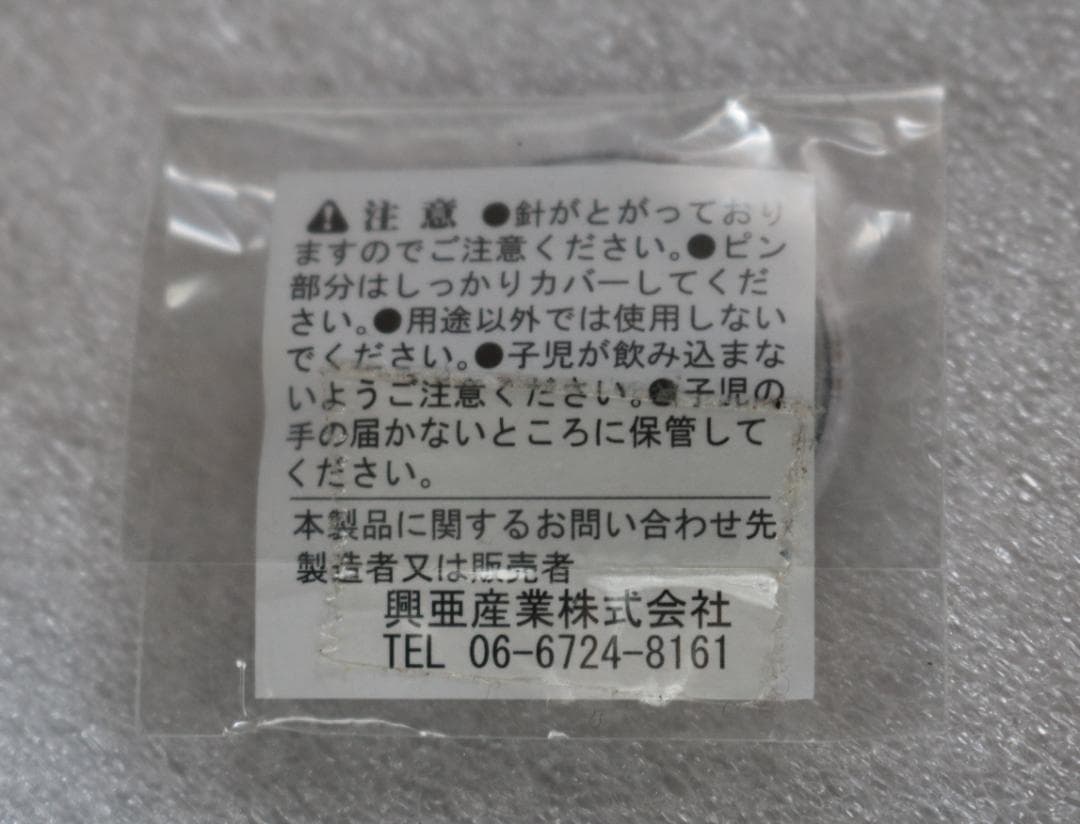 ⚠注意 ●針がとがっており
ますのでご注意ください。●ピン
部分はしっかりカバーしてくだ
さい。●用途以外では使用しない
でください。●子児が飲み込まな
いようご注意ください。●子児の
手の届かないところに保管して
ください。
本製品に関するお問い合わせ先
製造者又は販売者
興亜産業株式会社
TEL 06-6724-8161